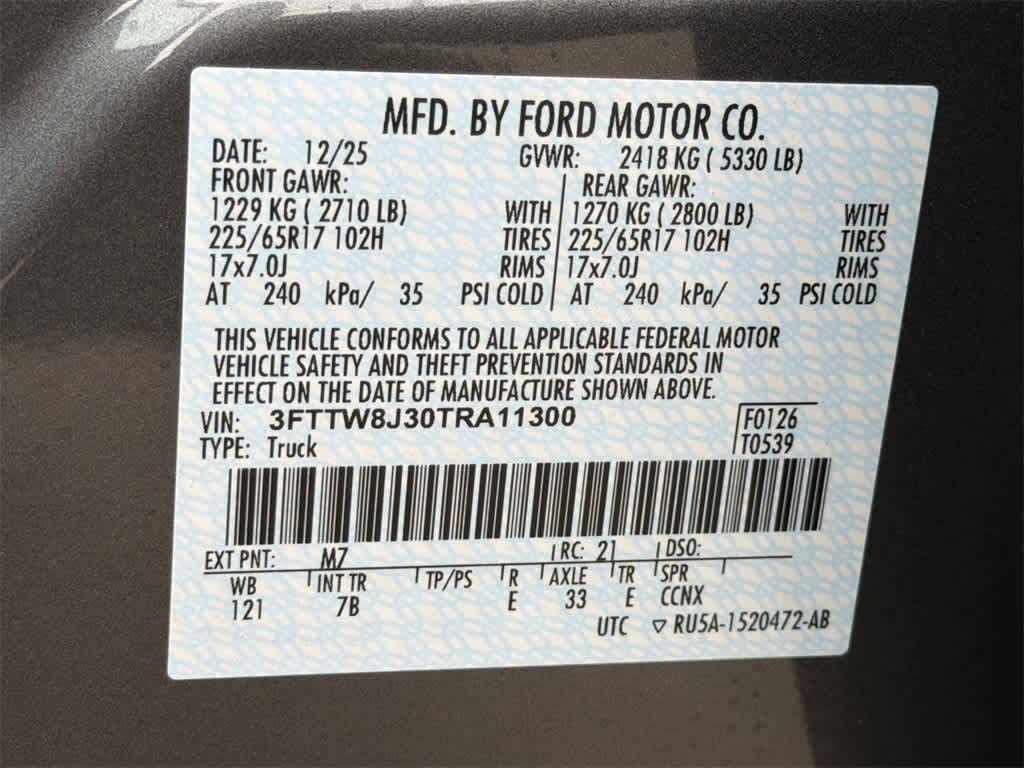 MFD. BY FORD MOTOR CO.
DATE: 12/25 GVWR: 2418 KG ( 5330 LB)
FRONT GAWR: REAR GAWR:
1229 KG ( 2710 LB) WITH 1270 KG ( 2800 LB) WITH
225/65R17 102H TIRES 225/65R17 102H TIRES
17x7.0J RIMS 17x7.0J RIMS
AT 240 kPa/ 35 PSI COLD AT 240 kPa/ 35 PSI COLD
THIS VEHICLE CONFORMS TO ALL APPLICABLE FEDERAL MOTOR
VEHICLE SAFETY AND THEFT PREVENTION STANDARDS IN
EFFECT ON THE DATE OF MANUFACTURE SHOWN ABOVE.
VIN: 3FTTW8J30TRA11300 F0126
TYPE: Truck T0539
EXT PNT: M7 RC: 21 DSO:
WB INT TR TP/PS R AXLE TR SPR
121 7B E 33 E CCNX
UTC ▽ RU5A-1520472-AB